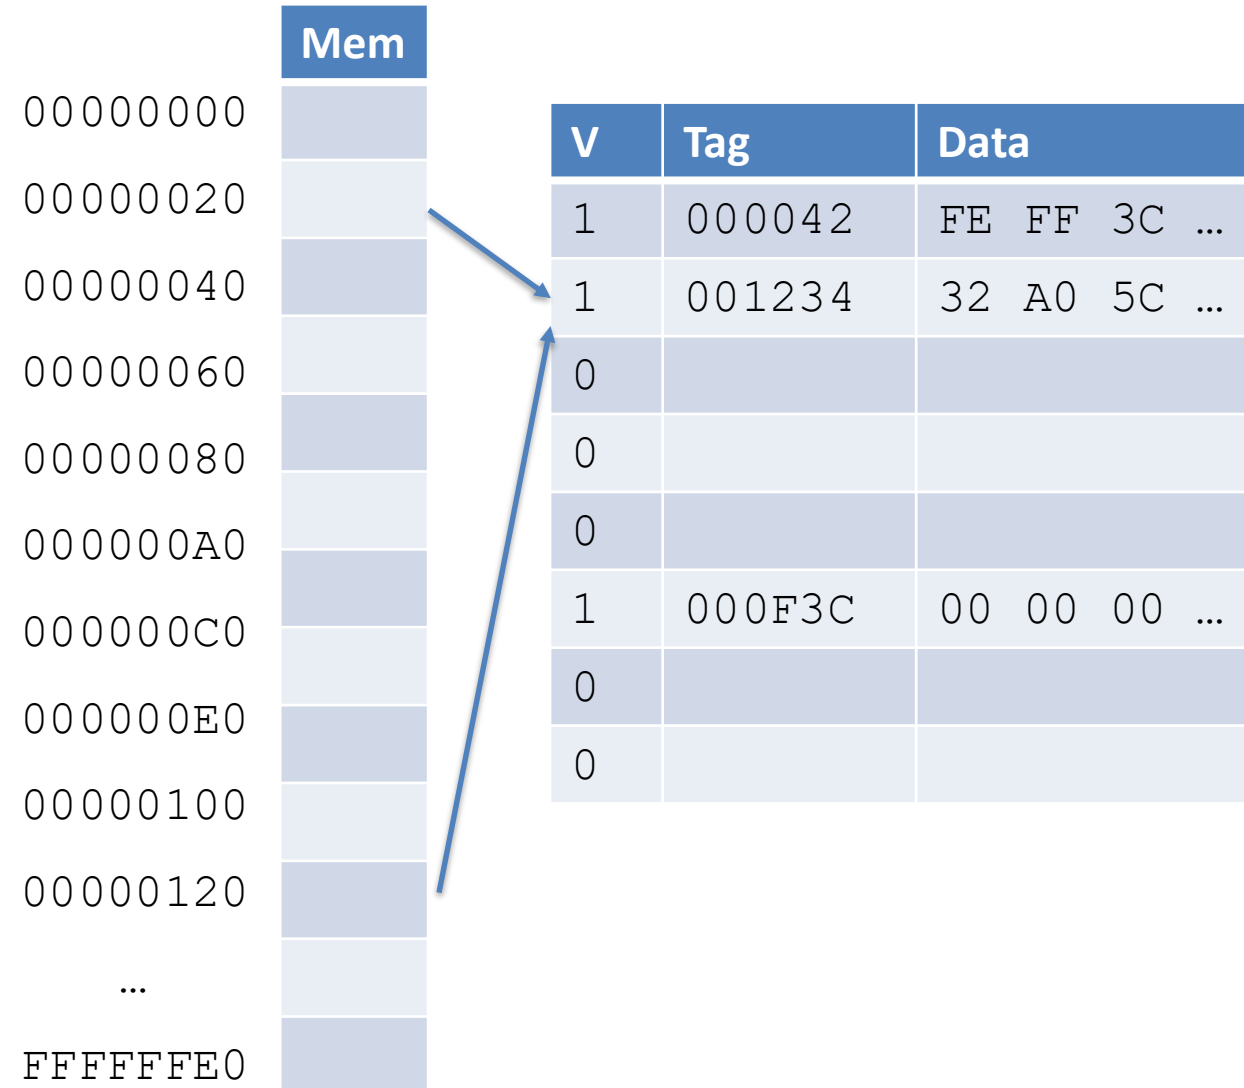 Mem
00000000
00000020
00000040
00000060
00000080
000000A0
000000C0
000000E0
00000100
00000120
…
FFFFFFE0
V Tag Data
1 000042 FE FF 3C …
1 001234 32 A0 5C …
0
0
0
1 000F3C 00 00 00 …
0
0